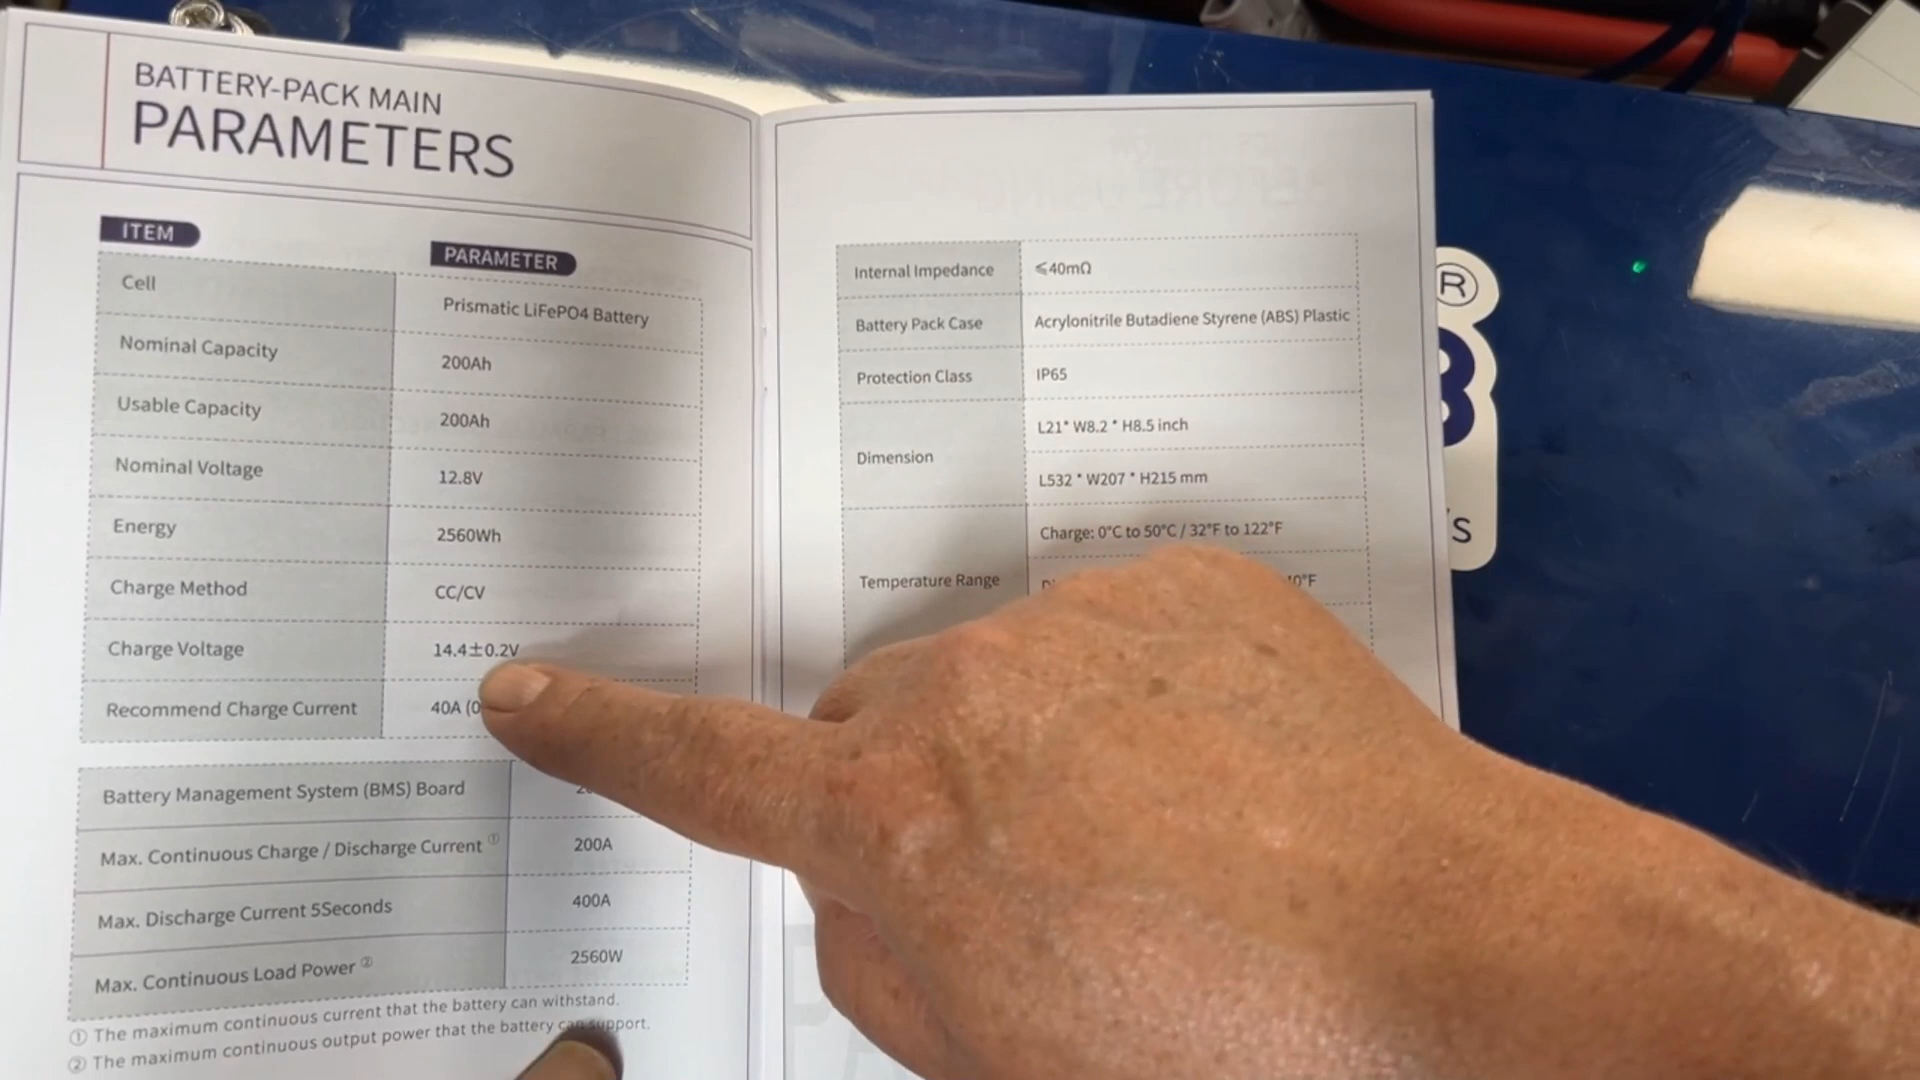 BATTERY-PACK MAIN
PARAMETERS
ITEM
PARAMETER
Cell
Prismatic LiFePO4 Battery
Nominal Capacity
200Ah
Usable Capacity
200Ah
Nominal Voltage
12.8V
Energy
2560Wh
Charge Method
CC/CV
Charge Voltage
14.4±0.2V
Recommend Charge Current
40A (0
Battery Management System (BMS) Board
Max. Continuous Charge / Discharge Current ①
200A
Max. Discharge Current 5Seconds
400A
Max. Continuous Load Power ②
2560W
① The maximum continuous current that the battery can withstand.
② The maximum continuous output power that the battery can support.
Internal Impedance
⩽40mΩ
Battery Pack Case
Acrylonitrile Butadiene Styrene (ABS) Plastic
Protection Class
IP65
Dimension
L21* W8.2 * H8.5 inch
L532 * W207 * H215 mm
Temperature Range
Charge: 0°C to 50°C / 32°F to 122°F
0°F
®
's